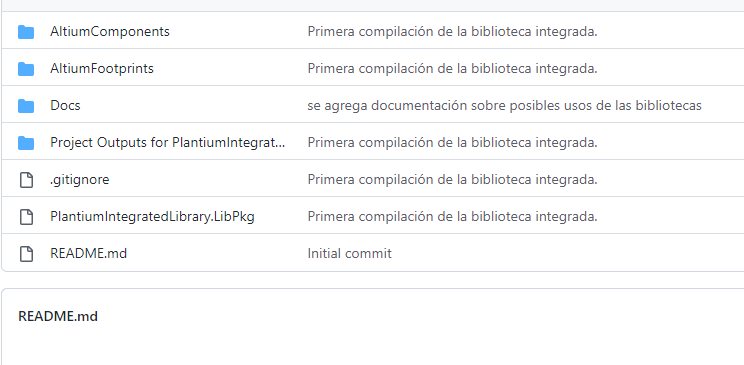 AltiumComponents Primera compilación de la biblioteca integrada.
AltiumFootprints Primera compilación de la biblioteca integrada.
Docs se agrega documentación sobre posibles usos de las bibliotecas
Project Outputs for PlantiumIntegrat... Primera compilación de la biblioteca integrada.
.gitignore Primera compilación de la biblioteca integrada.
PlantiumIntegratedLibrary.LibPkg Primera compilación de la biblioteca integrada.
README.md Initial commit
README.md